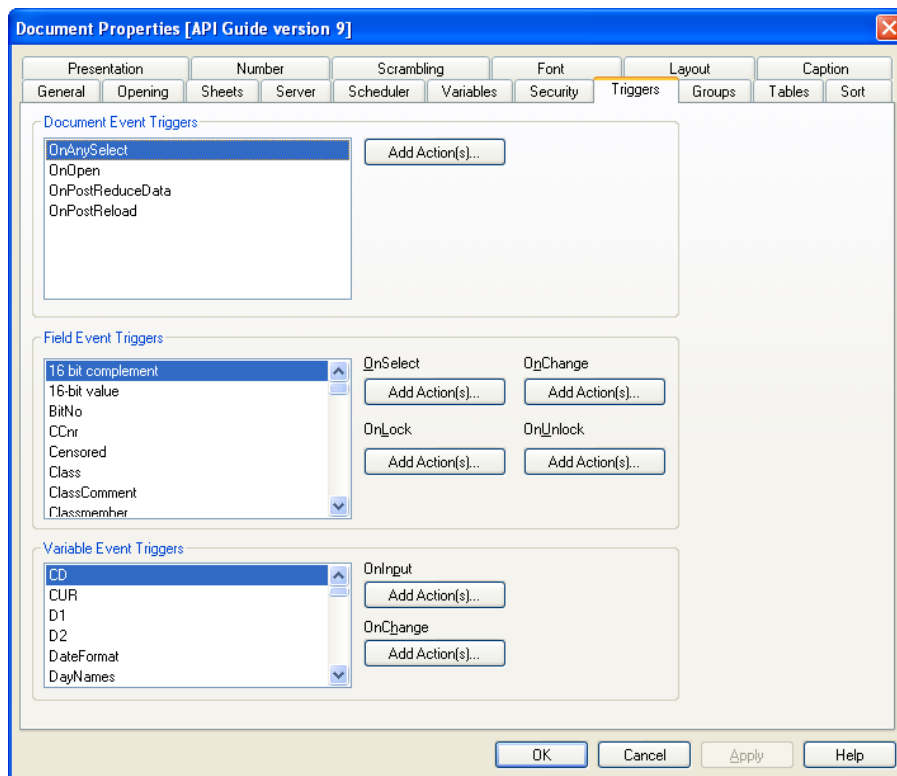 Document Properties [API Guide version 9]
Presentation Number Scrambling Font Layout Caption
General Opening Sheets Server Scheduler Variables Security Triggers Groups Tables Sort
Document Event Triggers
OnAnySelect
Add Action(s)...
OnOpen
OnPostReduceData
OnPostReload
Field Event Triggers
16 bit complement
16-bit value
BitNo
CCnr
Censored
Class
ClassComment
Classmember
OnSelect OnChange
Add Action(s)... Add Action(s)...
OnLock OnUnlock
Add Action(s)... Add Action(s)...
Variable Event Triggers
CD
CUR
D1
D2
DateFormat
DayNames
OnInput
Add Action(s)...
OnChange
Add Action(s)...
OK Cancel Apply Help